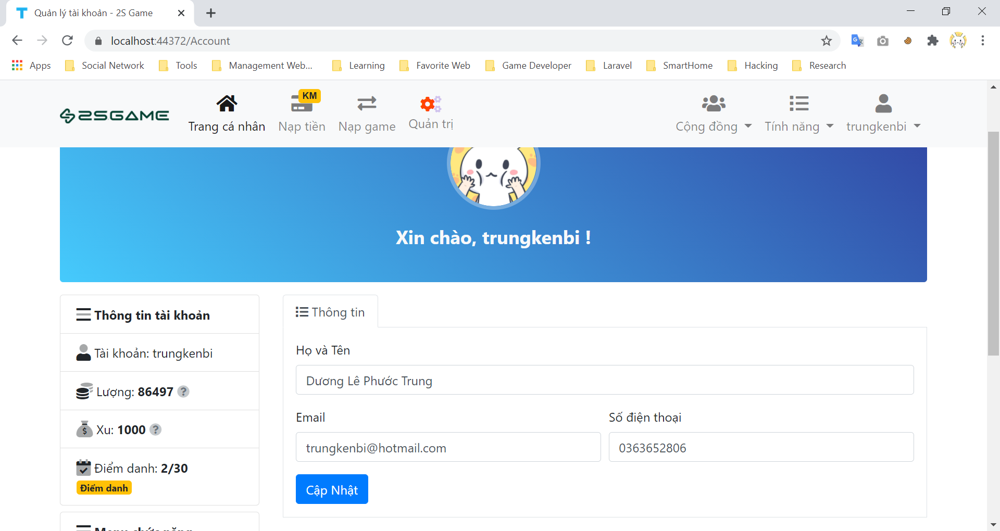 Quản lý tài khoản - 2S Game
localhost:44372/Account
Apps
Social Network
Tools
Management Web...
Learning
Favorite Web
Game Developer
Laravel
SmartHome
Hacking
Research
2SGAME
Trang cá nhân
KM
Nạp tiền
Nạp game
Quản trị
Cộng đồng
Tính năng
trungkenbi
Xin chào, trungkenbi !
Thông tin tài khoản
Tài khoản: trungkenbi
Lượng: 86497 ?
Xu: 1000 ?
Điểm danh: 2/30
Điểm danh
Menu chức năng
Thông tin
Họ và Tên
Dương Lê Phước Trung
Email
Số điện thoại
trungkenbi@hotmail.com
0363652806
Cập Nhật